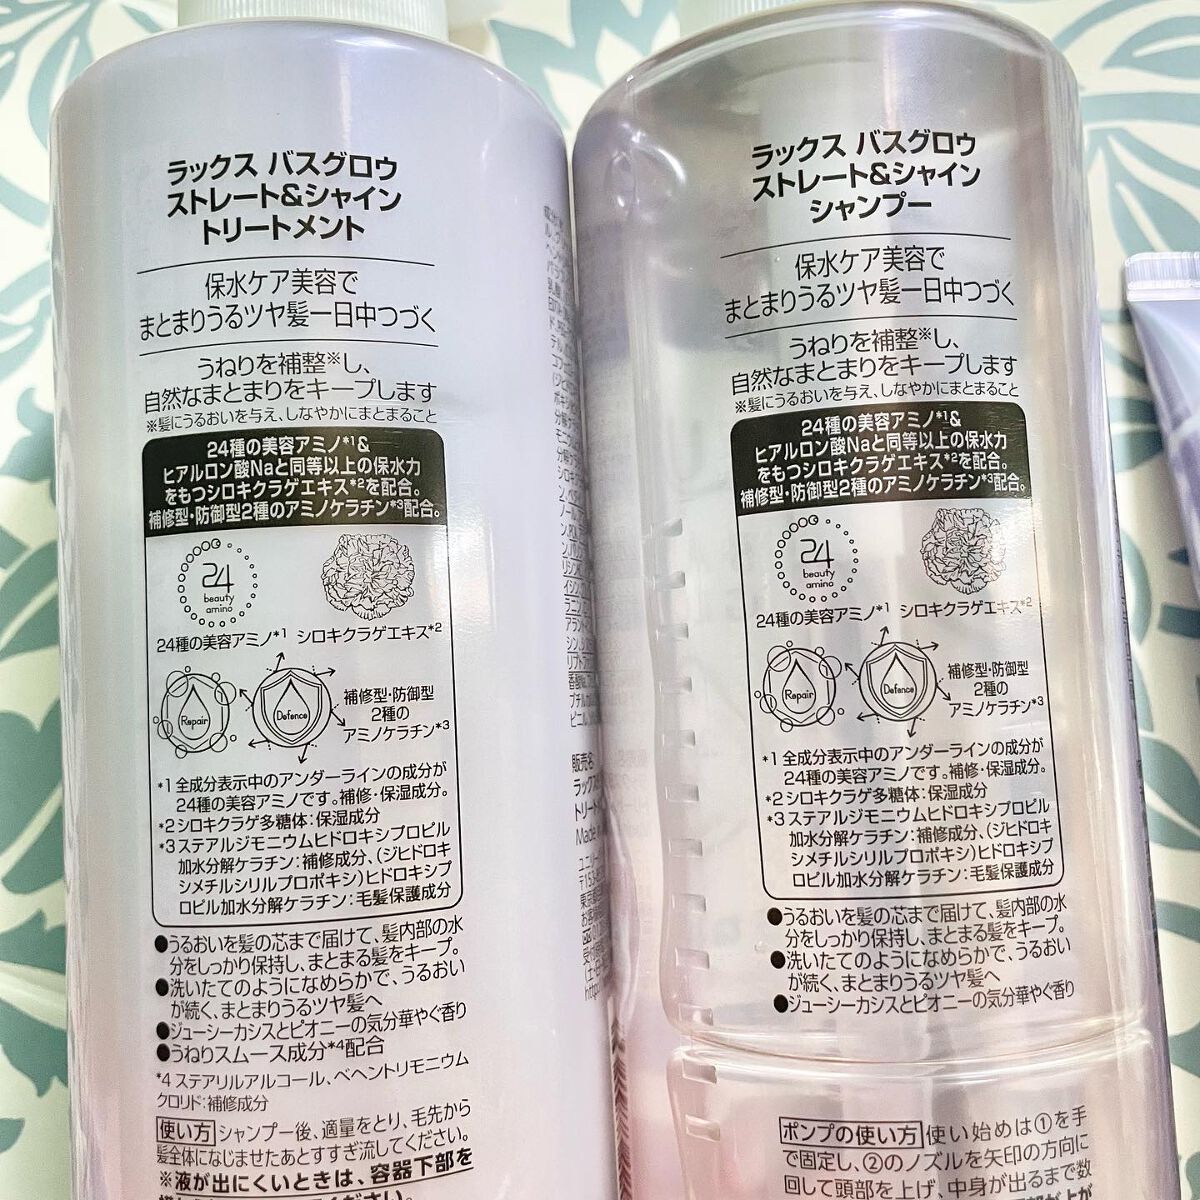 ラックス バスグロウ
ストレート&シャイン
トリートメント
保水ケア美容で
まとまりうるツヤ髪一日中つづく
うねりを補整※し、
自然なまとまりをキープします
※髪にうるおいを与え、しなやかにまとまること
24種の美容アミノ*1&
ヒアルロン酸Naと同等以上の保水力
をもつシロキクラゲエキス*2を配合。
補修型・防御型2種のアミノケラチン*3配合。
24
beauty
amino
24種の美容アミノ*1 シロキクラゲエキス*2
Repair
Defence
補修型・防御型
2種の
アミノケラチン*3
*1 全成分表示中のアンダーラインの成分が
24種の美容アミノです。補修・保湿成分。
*2 シロキクラゲ多糖体：保湿成分
*3 ステアルジモニウムヒドロキシプロピル
加水分解ケラチン：補修成分、(ジヒドロキ
シメチルシリルプロポキシ)ヒドロキシプ
ロピル加水分解ケラチン：毛髪保護成分
●うるおいを髪の芯まで届けて、髪内部の水
分をしっかり保持し、まとまる髪をキープ。
●洗いたてのようになめらかで、うるおい
が続く、まとまりうるツヤ髪へ
●ジューシーカシスとピオニーの気分華やぐ香り
●うねりスムース成分*4配合
*4 ステアリルアルコール、ベヘントリモニウム
クロリド：補修成分
使い方 シャンプー後、適量をとり、毛先から
髪全体になじませたあとすすぎ流してください。
※液が出にくいときは、容器下部を
ラックス バスグロウ
ストレート&シャイン
シャンプー
保水ケア美容で
まとまりうるツヤ髪一日中つづく
うねりを補整※し、
自然なまとまりをキープします
※髪にうるおいを与え、しなやかにまとまること
24種の美容アミノ*1&
ヒアルロン酸Naと同等以上の保水力
をもつシロキクラゲエキス*2を配合。
補修型・防御型2種のアミノケラチン*3配合。
24
beauty
amino
24種の美容アミノ*1 シロキクラゲエキス*2
Repair
Defence
補修型・防御型
2種の
アミノケラチン*3
*1 全成分表示中のアンダーラインの成分が
24種の美容アミノです。補修・保湿成分。
*2 シロキクラゲ多糖体：保湿成分
*3 ステアルジモニウムヒドロキシプロピル
加水分解ケラチン：補修成分、(ジヒドロキ
シメチルシリルプロポキシ)ヒドロキシプ
ロピル加水分解ケラチン：毛髪保護成分
●うるおいを髪の芯まで届けて、髪内部の水
分をしっかり保持し、まとまる髪をキープ。
●洗いたてのようになめらかで、うるおい
が続く、まとまりうるツヤ髪へ
●ジューシーカシスとピオニーの気分華やぐ香り
ポンプの使い方 使い始めは①を手
で固定し、②のノズルを矢印の方向に
回して頭部を上げ、中身が出るまで数